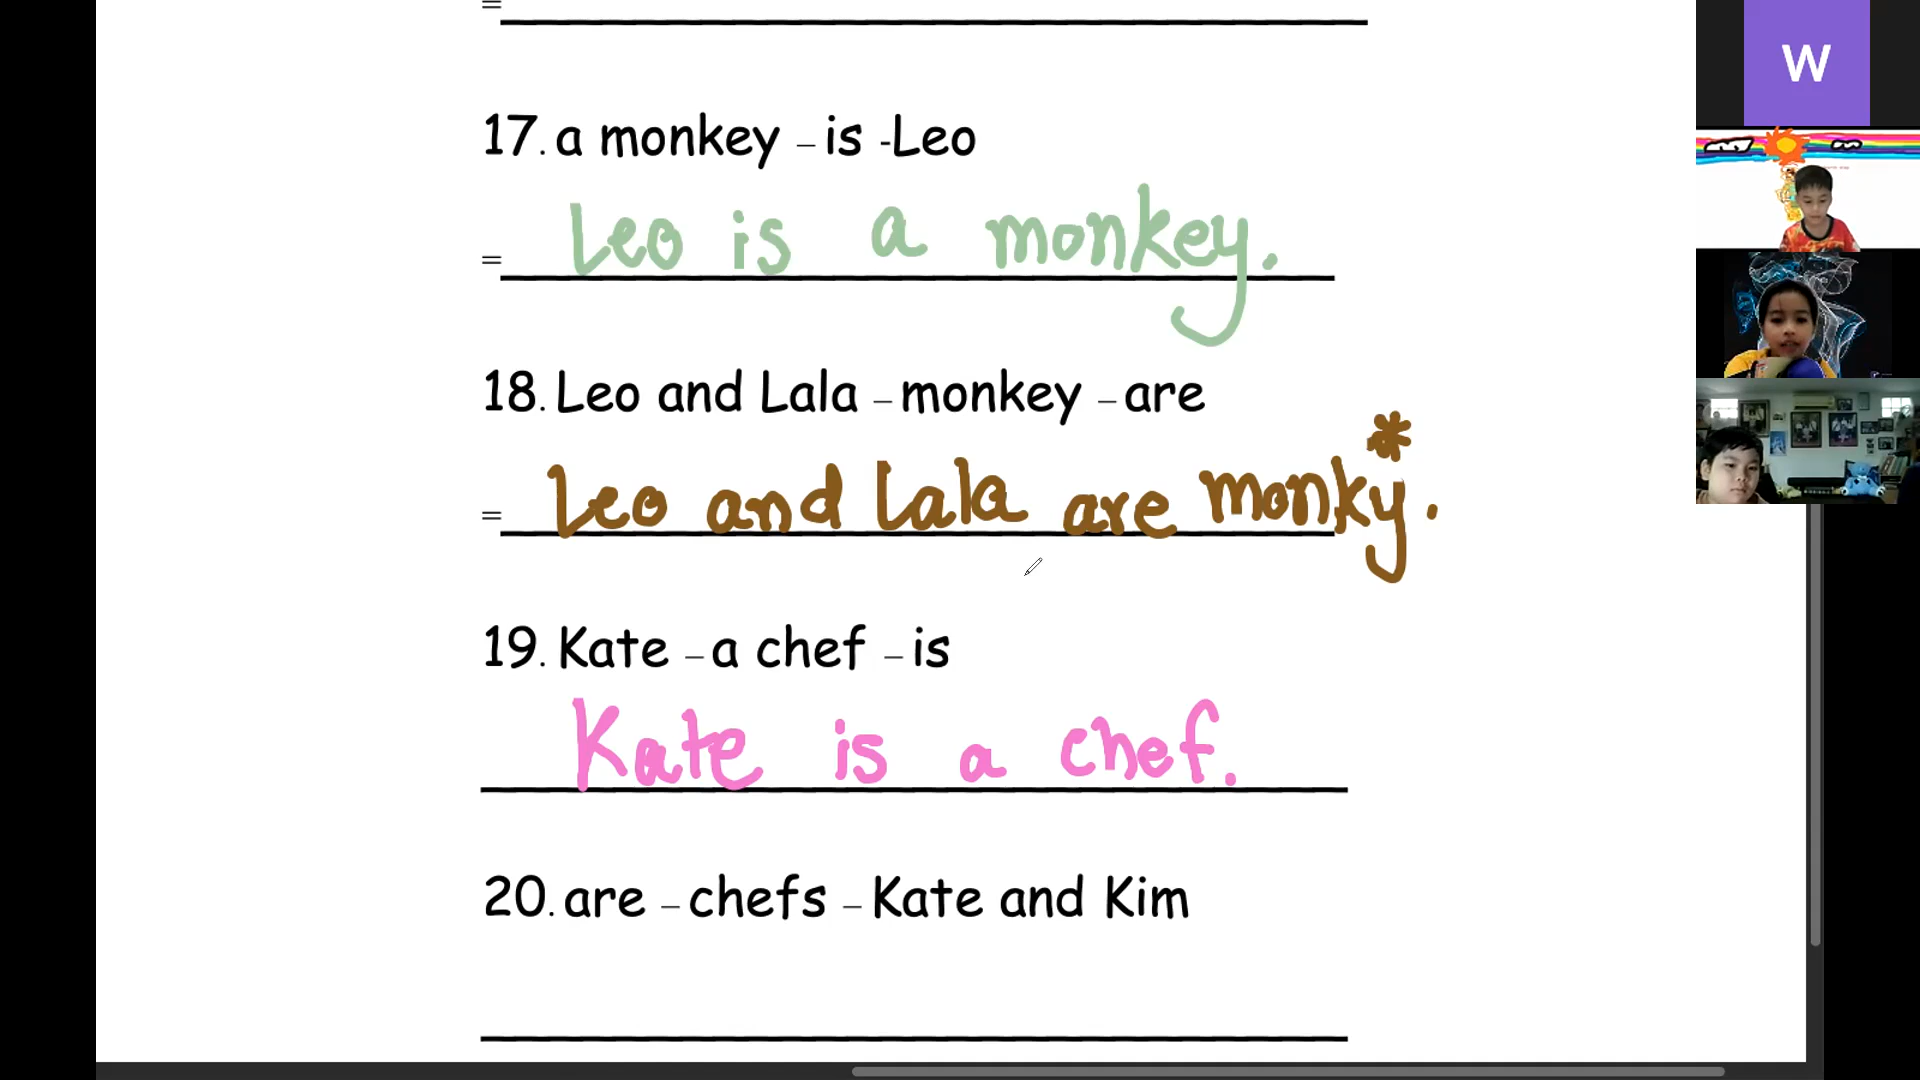 =
17. a monkey – is -Leo
= Leo is a monkey.
18. Leo and Lala – monkey – are
*
= Leo and Lala are monky.
19. Kate – a chef – is
Kate is a chef.
20. are – chefs – Kate and Kim
W